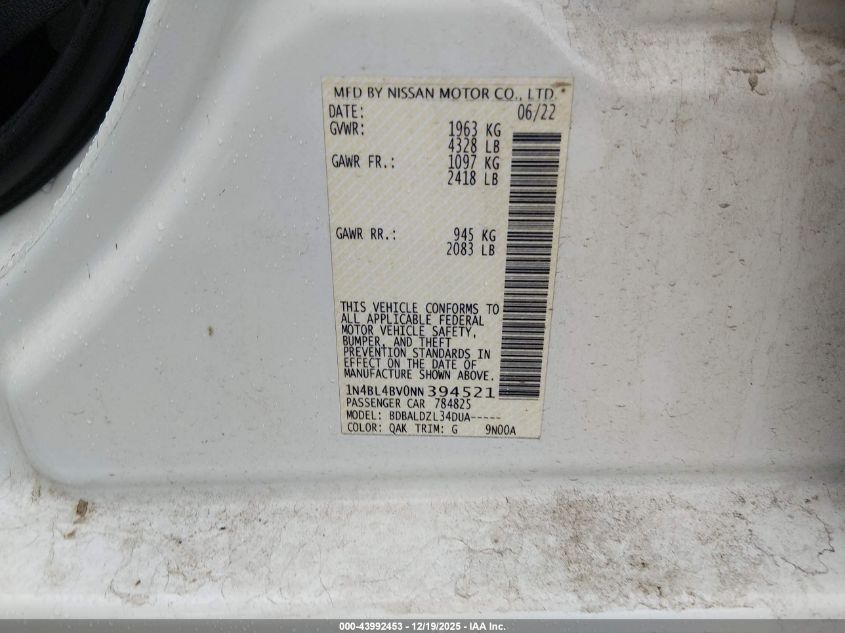 MFD BY NISSAN MOTOR CO., LTD.
DATE: 06/22
GVWR: 1963 KG
4328 LB
GAWR FR.: 1097 KG
2418 LB
GAWR RR.: 945 KG
2083 LB
THIS VEHICLE CONFORMS TO
ALL APPLICABLE FEDERAL
MOTOR VEHICLE SAFETY,
BUMPER, AND THEFT
PREVENTION STANDARDS IN
EFFECT ON THE DATE OF
MANUFACTURE SHOWN ABOVE.
1N4BL4BV0NN394521
PASSENGER CAR 784825
MODEL: BDBALDZL34DUA-----
COLOR: QAK TRIM: G 9N00A
000-43992453 - 12/19/2025 - IAA Inc.